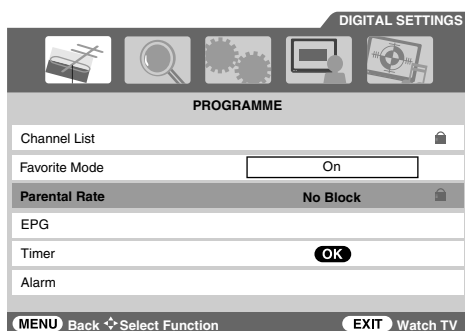 DIGITAL SETTINGS
PROGRAMME
Channel List
Favorite Mode On
Parental Rate No Block
EPG
Timer OK
Alarm
MENU Back Select Function EXIT Watch TV